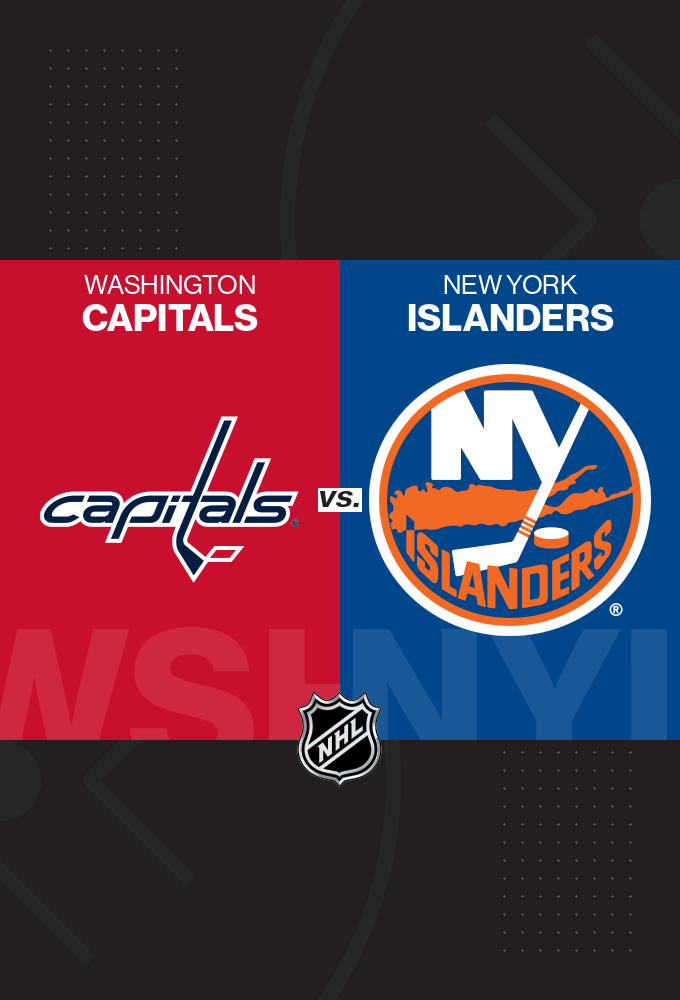 WASHINGTON
CAPITALS
NEW YORK
ISLANDERS
capitals
®
VS.
NY
ISLANDERS
®
WSH
NYI
NHL